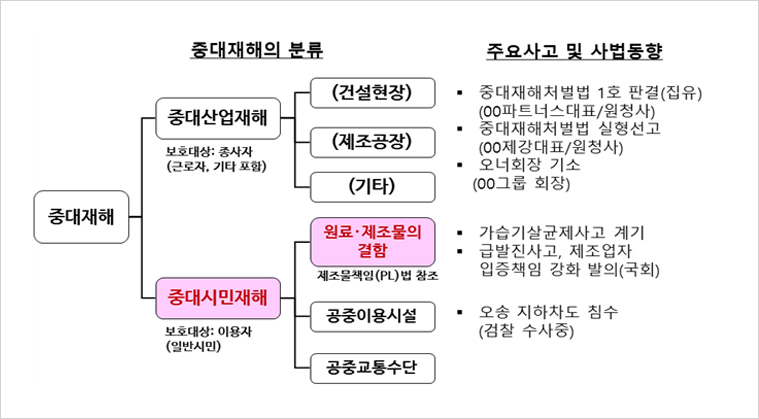 중대재해의 분류
주요사고 및 사법동향
중대재해
중대산업재해
보호대상: 종사자
(근로자, 기타 포함)
(건설현장)
(제조공장)
(기타)
▪ 중대재해처벌법 1호 판결(집유)
(00파트너스대표/원청사)
▪ 중대재해처벌법 실형선고
(00제강대표/원청사)
▪ 오너회장 기소
(00그룹 회장)
중대시민재해
보호대상: 이용자
(일반시민)
원료·제조물의
결함
제조물책임(PL)법 참조
공중이용시설
공중교통수단
▪ 가습기살균제사고 계기
▪ 급발진사고, 제조업자
입증책임 강화 발의(국회)
▪ 오송 지하차도 침수
(검찰 수사중)